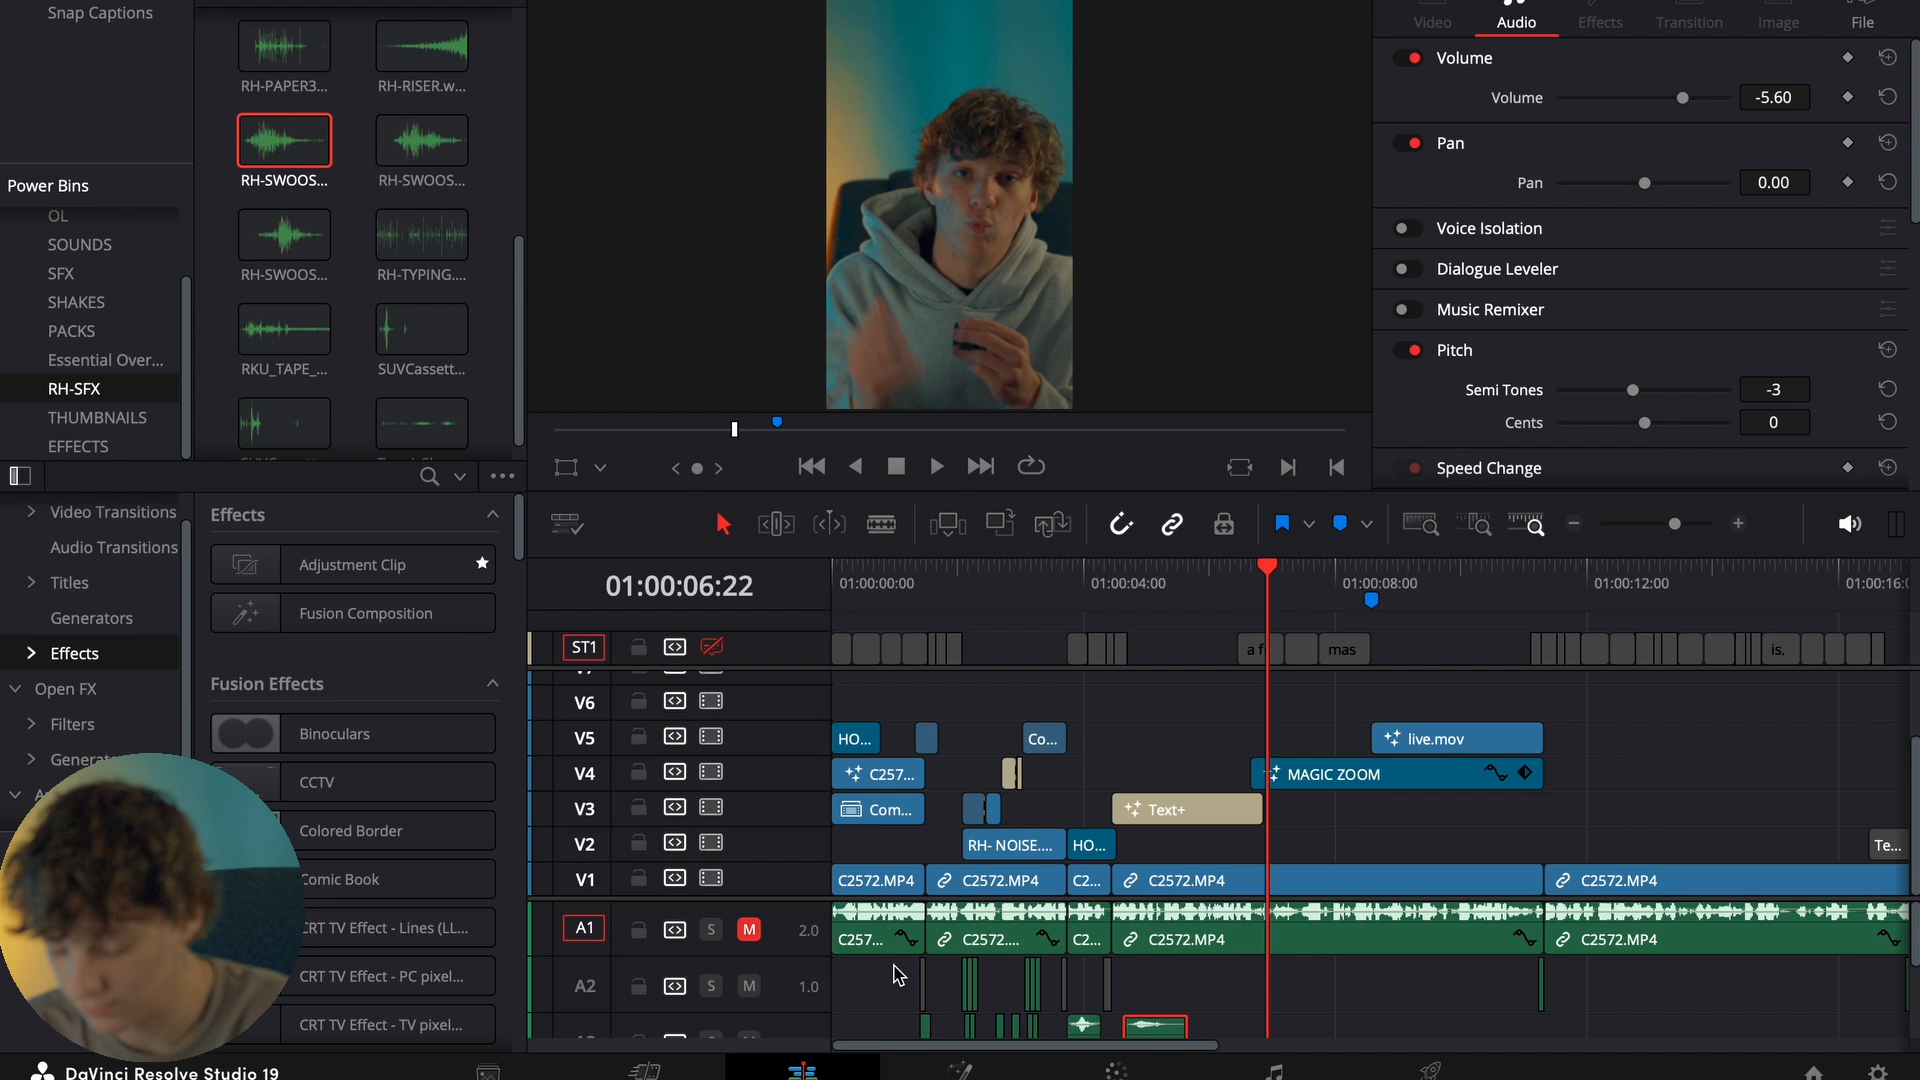 Snap Captions
RH-PAPER3...
RH-RISER.w...
RH-SWOOS...
RH-SWOOS...
RH-SWOOS...
RH-TYPING....
RKU_TAPE_...
SUVCassett...
Power Bins
OL
SOUNDS
SFX
SHAKES
PACKS
Essential Over...
RH-SFX
THUMBNAILS
EFFECTS
Video
Audio
Effects
Transition
Image
File
Volume
Volume
-5.60
Pan
Pan
0.00
Voice Isolation
Dialogue Leveler
Music Remixer
Pitch
Semi Tones
-3
Cents
0
Speed Change
Video Transitions
Audio Transitions
Titles
Generators
Effects
Open FX
Filters
Effects
Adjustment Clip
Fusion Composition
Fusion Effects
Binoculars
CCTV
Colored Border
Comic Book
CRT TV Effect - Lines (LL...
CRT TV Effect - PC pixel...
CRT TV Effect - TV pixel...
01:00:06:22
01:00:00:00
01:00:04:00
01:00:08:00
01:00:12:00
ST1
a f
mas
is,
V6
V5
HO...
Co...
live.mov
V4
C257...
MAGIC ZOOM
V3
Com...
Text+
V2
RH- NOISE....
HO...
Te...
V1
C2572.MP4
C2572.MP4
C2...
C2572.MP4
C2572.MP4
A1
S
M
2.0
C257...
C2572....
C2...
C2572.MP4
C2572.MP4
A2
S
M
1.0
DaVinci Resolve Studio 19